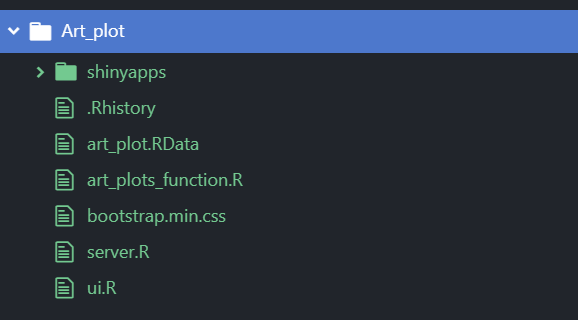 Art_plot
shinyapps
.Rhistory
art_plot.RData
art_plots_function.R
bootstrap.min.css
server.R
ui.R